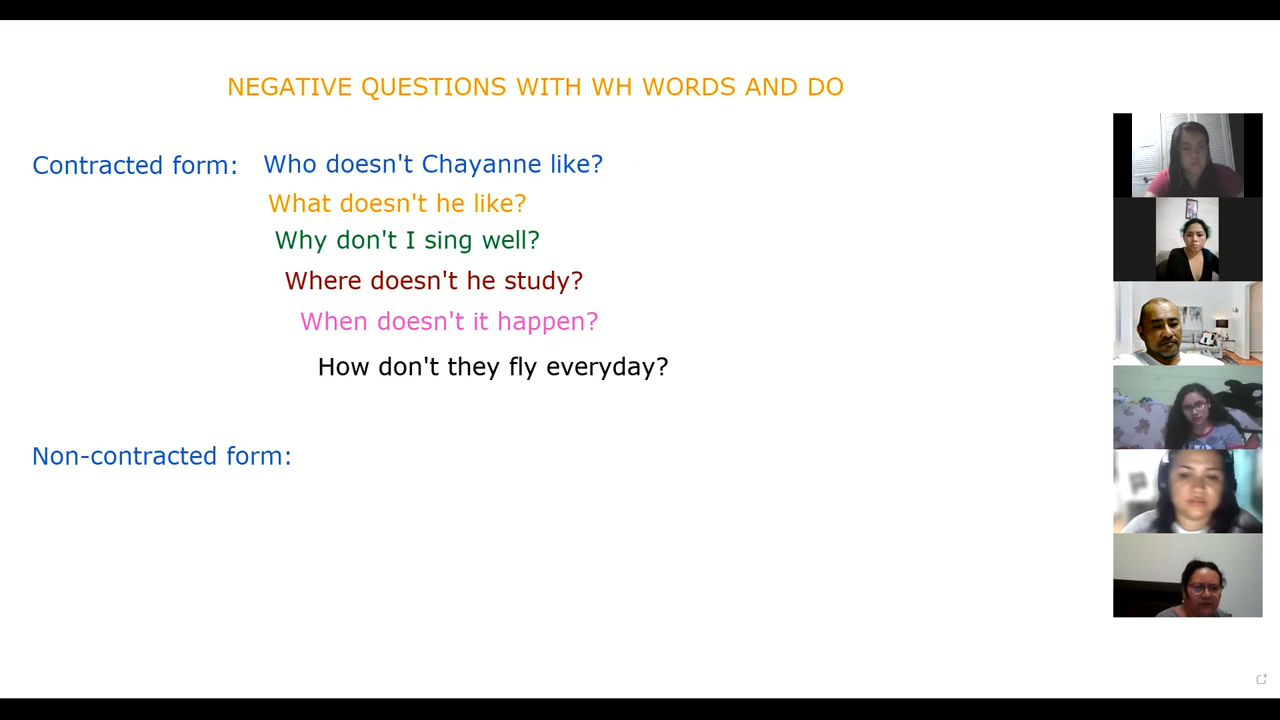 NEGATIVE QUESTIONS WITH WH WORDS AND DO
Contracted form: Who doesn't Chayanne like?
What doesn't he like?
Why don't I sing well?
Where doesn't he study?
When doesn't it happen?
How don't they fly everyday?
Non-contracted form: